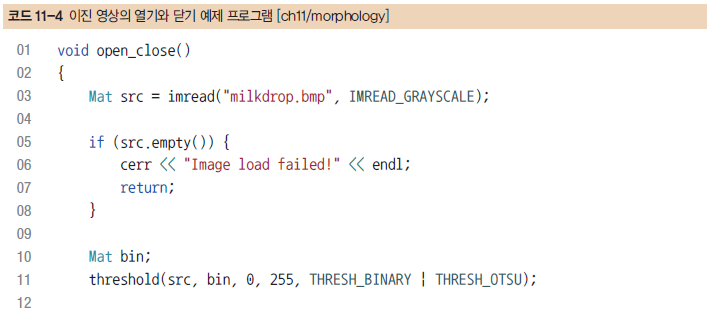 코드 11-4 이진 영상의 열기와 닫기 예제 프로그램 [ch11/morphology]
01 void open_close()
02 {
03 Mat src = imread("milkdrop.bmp", IMREAD_GRAYSCALE);
04
05 if (src.empty()) {
06 cerr << "Image load failed!" << endl;
07 return;
08 }
09
10 Mat bin;
11 threshold(src, bin, 0, 255, THRESH_BINARY | THRESH_OTSU);
12